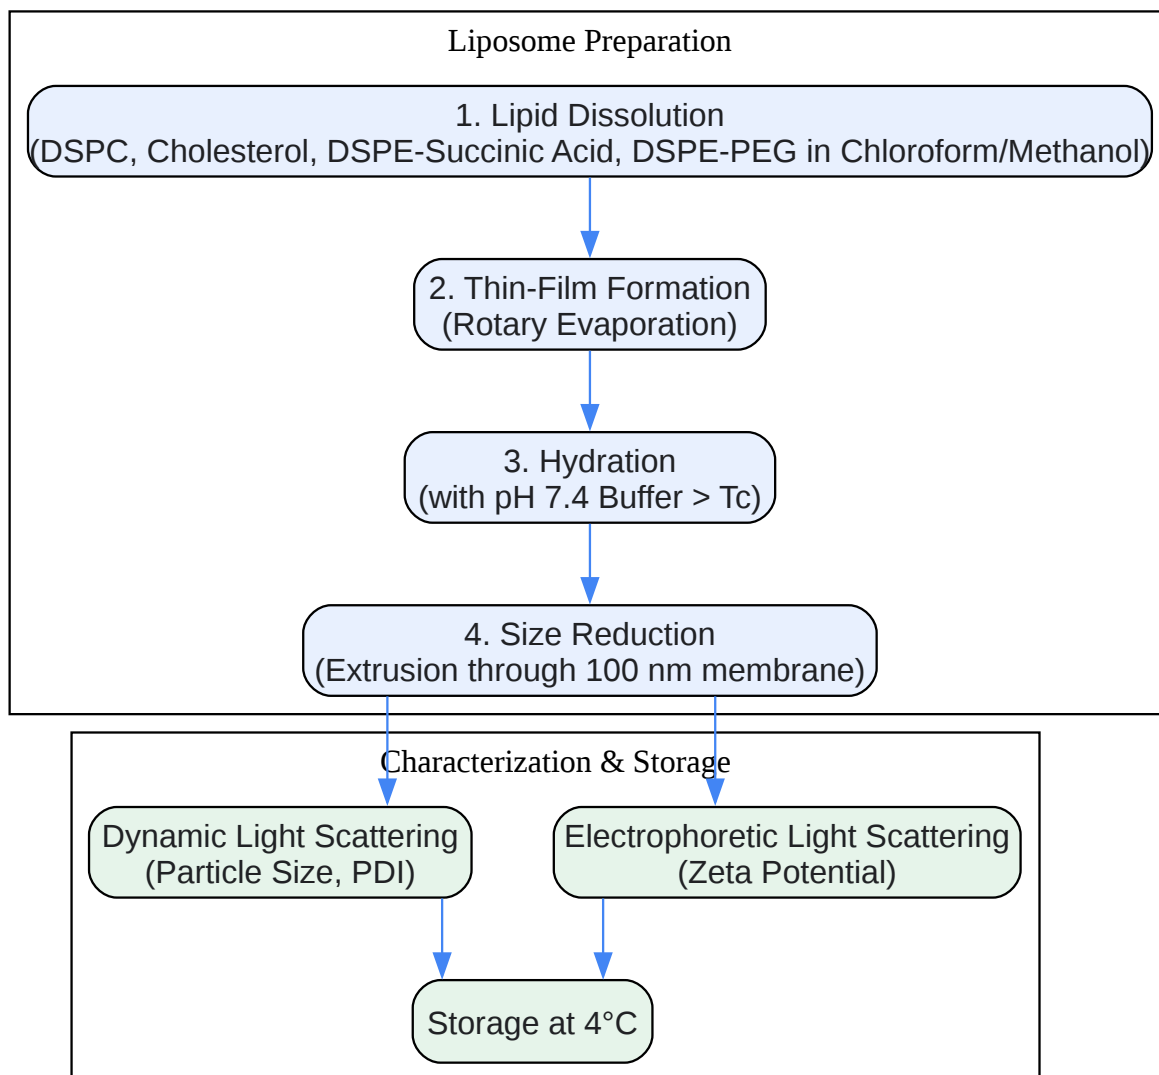 Liposome Preparation
1. Lipid Dissolution
(DSPC, Cholesterol, DSPE-Succinic Acid, DSPE-PEG in Chloroform/Methanol)
2. Thin-Film Formation
(Rotary Evaporation)
3. Hydration
(with pH 7.4 Buffer > Tc)
4. Size Reduction
(Extrusion through 100 nm membrane)
Characterization & Storage
Dynamic Light Scattering
(Particle Size, PDI)
Electrophoretic Light Scattering
(Zeta Potential)
Storage at 4°C